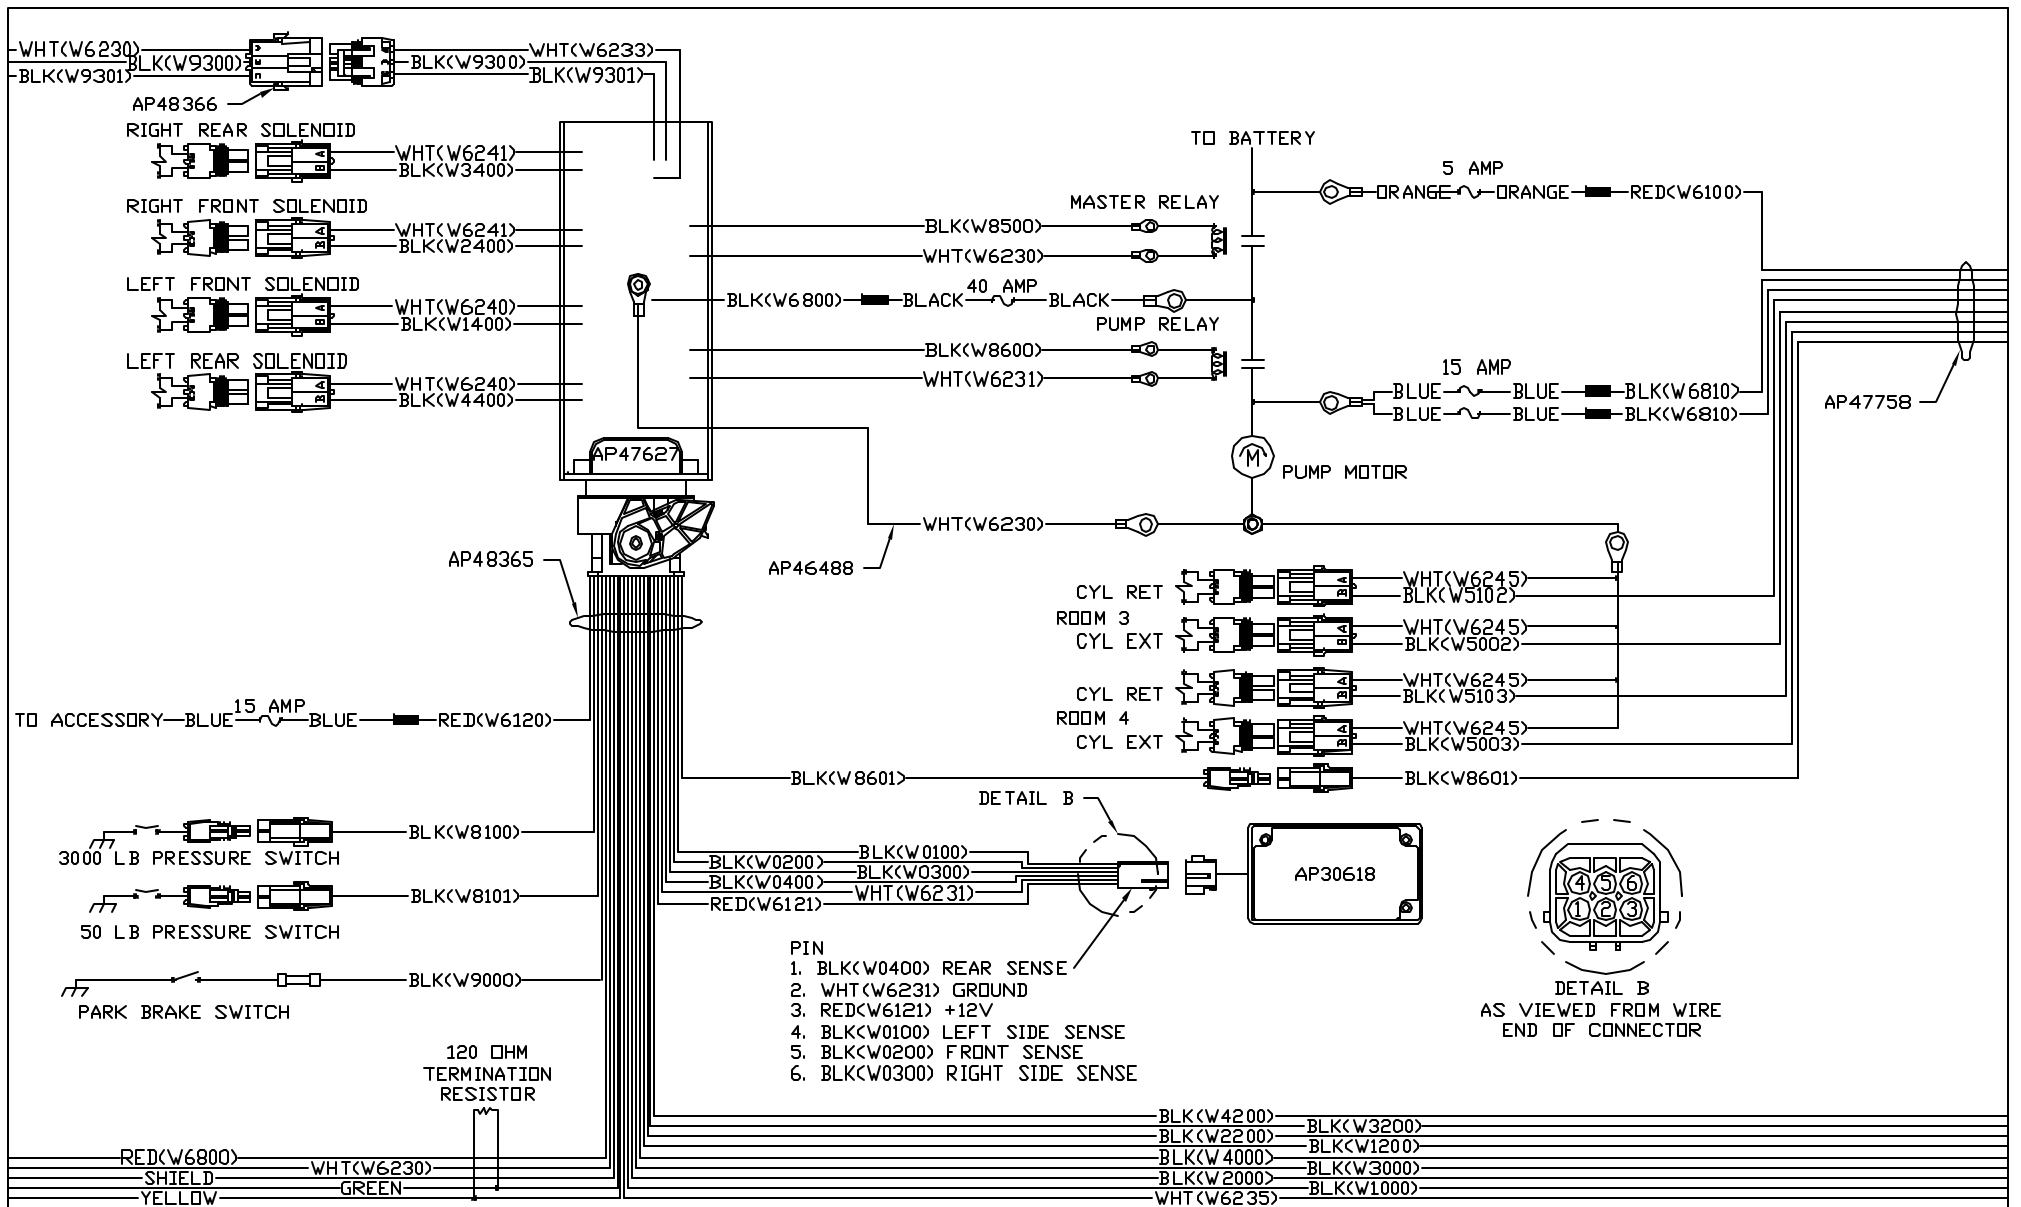 WHT(W6230)
BLK(W9300)
BLK(W9301)
WHT(W6233)
BLK(W9300)
BLK(W9301)
AP48366
RIGHT REAR SOLENOID
A
B
WHT(W6241)
BLK(W3400)
RIGHT FRONT SOLENOID
A
B
WHT(W6241)
BLK(W2400)
LEFT FRONT SOLENOID
A
B
WHT(W6240)
BLK(W1400)
LEFT REAR SOLENOID
A
B
WHT(W6240)
BLK(W4400)
AP47627
AP48365
TO BATTERY
5 AMP
ORANGE
ORANGE
RED(W6100)
MASTER RELAY
BLK(W8500)
WHT(W6230)
40 AMP
BLK(W6800)
BLACK
BLACK
PUMP RELAY
BLK(W8600)
WHT(W6231)
15 AMP
BLUE
BLUE
BLK(W6810)
BLUE
BLUE
BLK(W6810)
AP47758
M
PUMP MOTOR
WHT(W6230)
AP46488
CYL RET
A
B
WHT(W6245)
BLK(W5102)
ROOM 3
CYL EXT
A
B
WHT(W6245)
BLK(W5002)
CYL RET
A
B
WHT(W6245)
BLK(W5103)
ROOM 4
CYL EXT
A
B
WHT(W6245)
BLK(W5003)
BLK(W8601)
BLK(W8601)
TO ACCESSORY
BLUE
15 AMP
BLUE
RED(W6120)
BLK(W8100)
3000 LB PRESSURE SWITCH
BLK(W8101)
50 LB PRESSURE SWITCH
BLK(W9000)
PARK BRAKE SWITCH
DETAIL B
BLK(W0100)
BLK(W0200)
BLK(W0300)
BLK(W0400)
WHT(W6231)
RED(W6121)
AP30618
4 5 6
1 2 3
DETAIL B
AS VIEWED FROM WIRE
END OF CONNECTOR
PIN
1. BLK(W0400) REAR SENSE
2. WHT(W6231) GROUND
3. RED(W6121) +12V
4. BLK(W0100) LEFT SIDE SENSE
5. BLK(W0200) FRONT SENSE
6. BLK(W0300) RIGHT SIDE SENSE
120 OHM
TERMINATION
RESISTOR
RED(W6800)
WHT(W6230)
SHIELD
GREEN
YELLOW
BLK(W4200)
BLK(W3200)
BLK(W2200)
BLK(W1200)
BLK(W4000)
BLK(W3000)
BLK(W2000)
BLK(W1000)
WHT(W6235)